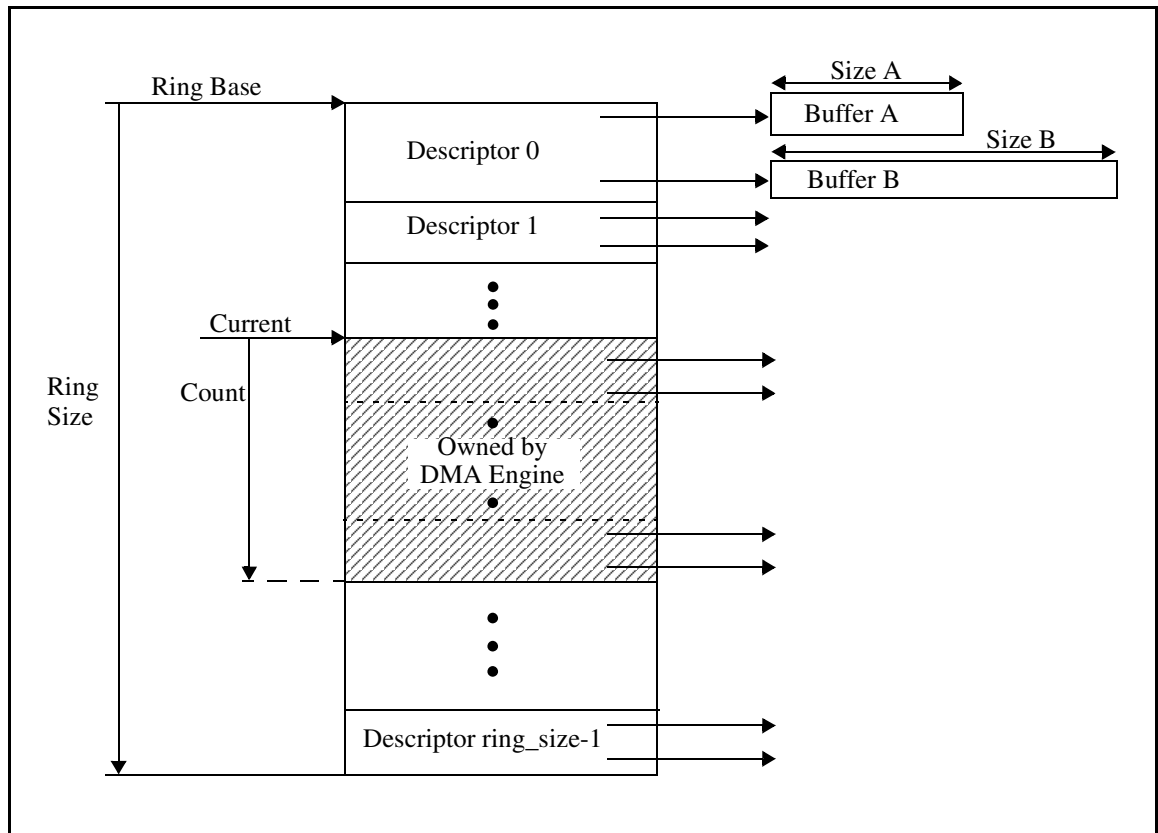 Size A
Ring Base
Buffer A
Descriptor 0
Size B
Buffer B
Descriptor 1
Current
Ring
Size
Count
Owned by
DMA Engine
Descriptor ring_size-1